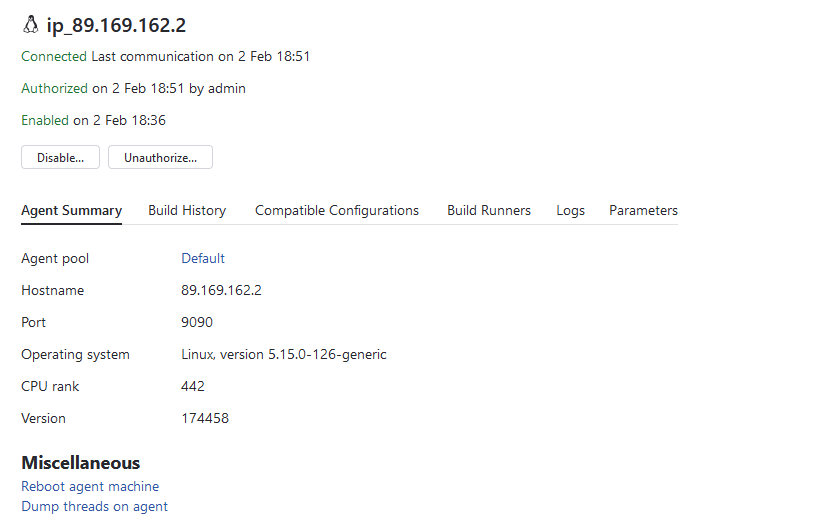 ip_89.169.162.2
Connected Last communication on 2 Feb 18:51
Authorized on 2 Feb 18:51 by admin
Enabled on 2 Feb 18:36
Disable... Unauthorize...
Agent Summary Build History Compatible Configurations Build Runners Logs Parameters
Agent pool Default
Hostname 89.169.162.2
Port 9090
Operating system Linux, version 5.15.0-126-generic
CPU rank 442
Version 174458
Miscellaneous
Reboot agent machine
Dump threads on agent